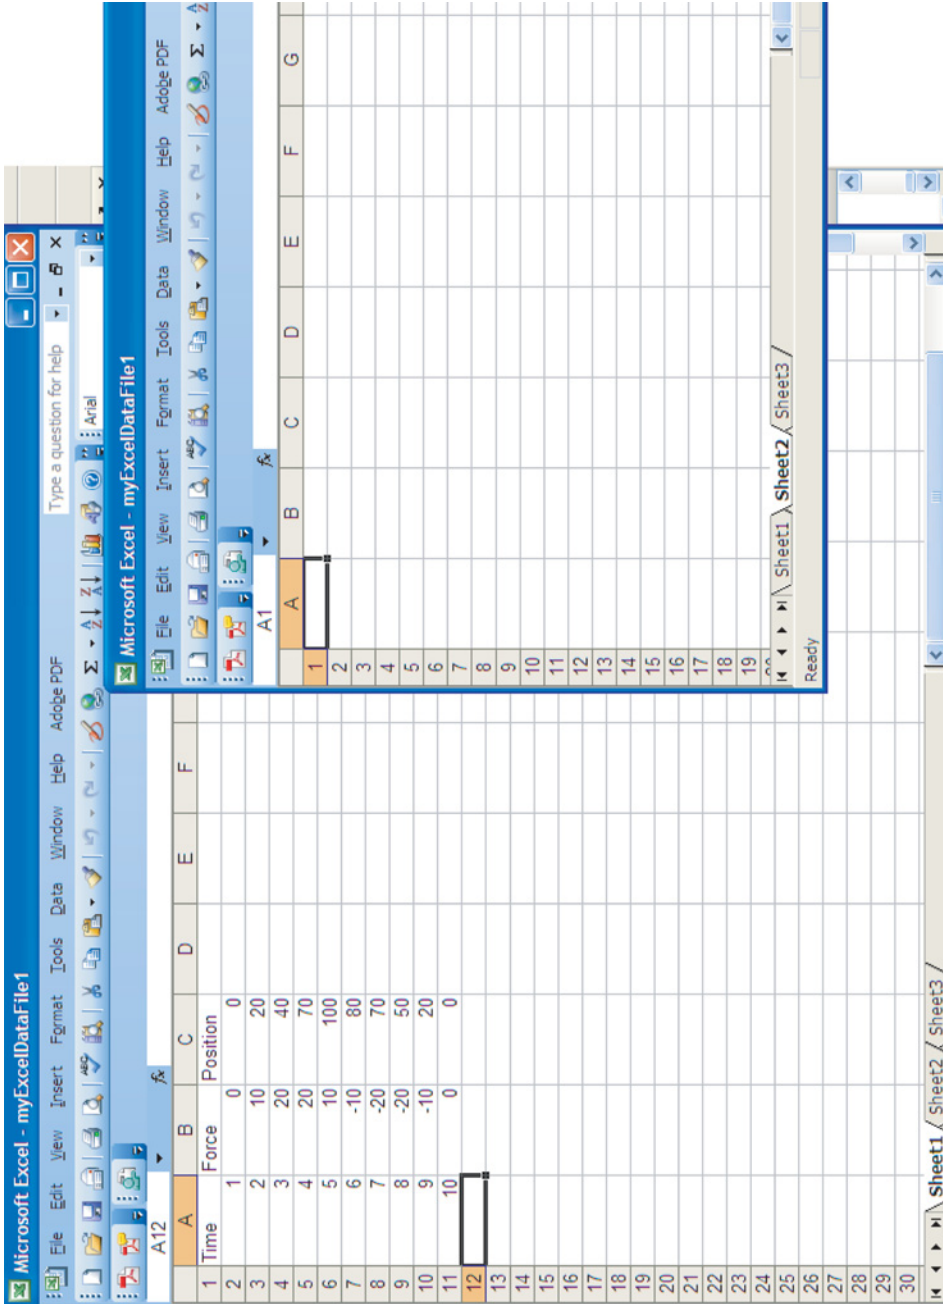 Microsoft Excel - myExcelDataFile1
File Edit View Insert Format Tools Data Window Help Adobe PDF Type a question for help
Arial
A12 fx
A B C D E F
1 Time Force Position
2 1 0 0
3 2 10 20
4 3 20 40
5 4 20 70
6 5 10 100
7 6 -10 80
8 7 -20 70
9 8 -20 50
10 9 -10 20
11 10 0 0
12
13
14
15
16
17
18
19
20
21
22
23
24
25
26
27
28
29
30
Sheet1 Sheet2 Sheet3
Microsoft Excel - myExcelDataFile1
File Edit View Insert Format Tools Data Window Help Adobe PDF
A1 fx
A B C D E F G
1
2
3
4
5
6
7
8
9
10
11
12
13
14
15
16
17
18
19
Sheet1 Sheet2 Sheet3
Ready